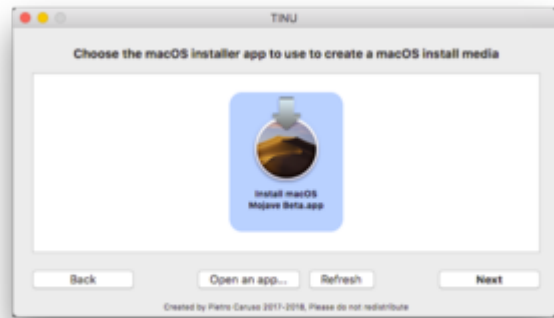 TINU
Choose the macOS installer app to use to create a macOS install media
Install macOS
Mojave Beta.app
Back
Open an app...
Refresh
Next
Created by Pietro Caruso 2017-2018, Please do not redistribute